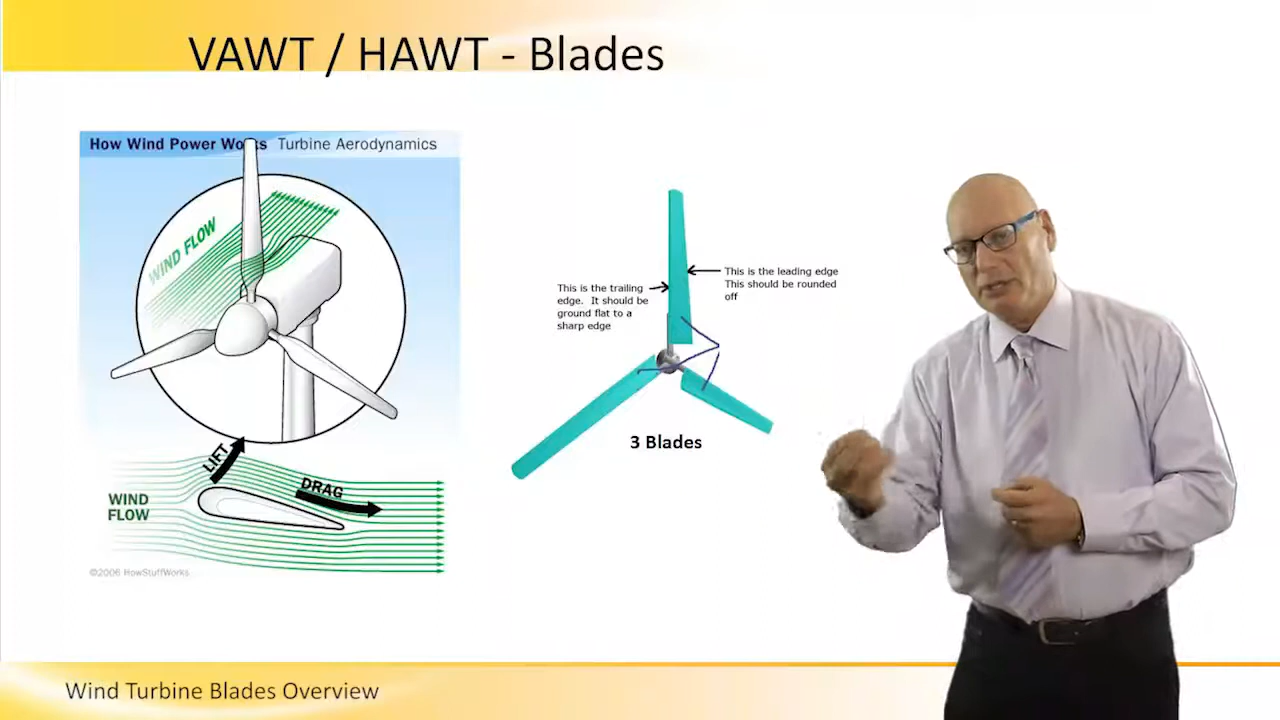 VAWT / HAWT - Blades
How Wind Power Works Turbine Aerodynamics
WIND FLOW
LIFT
DRAG
WIND
FLOW
©2006 HowStuffWorks
This is the trailing
edge. It should be
ground flat to a
sharp edge
This is the leading edge
This should be rounded
off
3 Blades
Wind Turbine Blades Overview